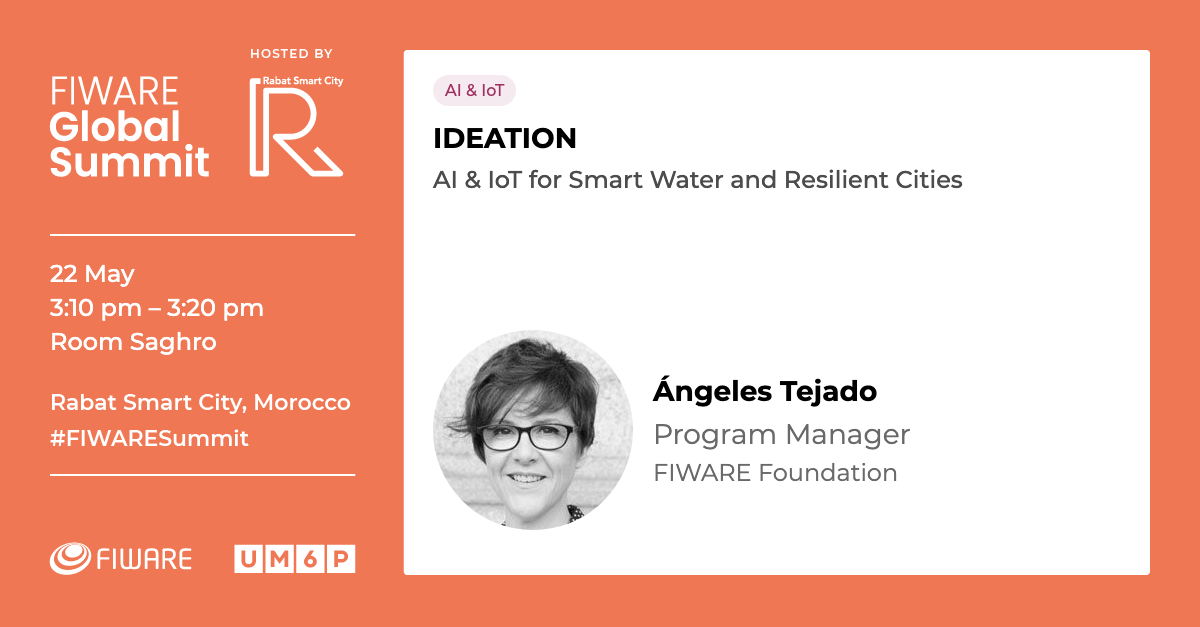 FIWARE
Global
Summit
HOSTED BY
Rabat Smart City
R
22 May
3:10 pm – 3:20 pm
Room Saghro
Rabat Smart City, Morocco
#FIWARESummit
FIWARE
UM6P
AI & IoT
IDEATION
AI & IoT for Smart Water and Resilient Cities
Ángeles Tejado
Program Manager
FIWARE Foundation